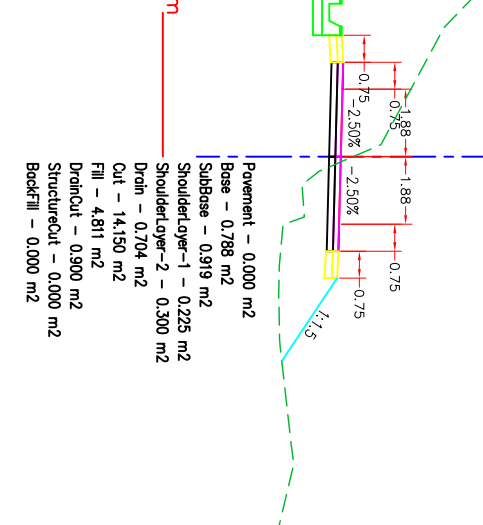 m
0.75
0.75
1.88
-2.50%
-2.50%
1.88
0.75
0.75
1:1.5
Pavement - 0.000 m2
Base - 0.788 m2
SubBase - 0.919 m2
ShoulderLayer-1 - 0.225 m2
ShoulderLayer-2 - 0.300 m2
Drain - 0.704 m2
Cut - 14.150 m2
Fill - 4.811 m2
DrainCut - 0.900 m2
StructureCut - 0.000 m2
BackFill - 0.000 m2